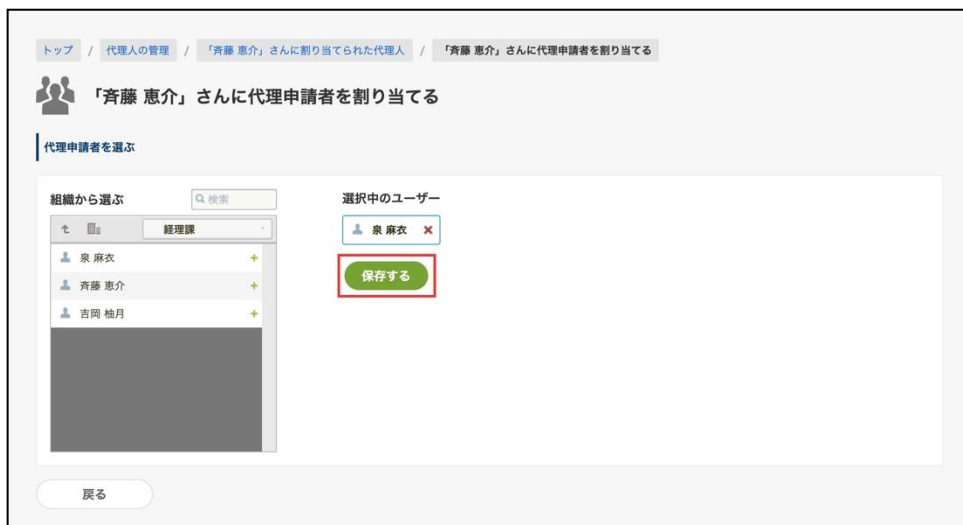 トップ / 代理人の管理 / 「斉藤 恵介」さんに割り当てられた代理人 / 「斉藤 恵介」さんに代理申請者を割り当てる
「斉藤 恵介」さんに代理申請者を割り当てる
代理申請者を選ぶ
組織から選ぶ
検索
経理課
泉 麻衣
斉藤 恵介
吉岡 柚月
選択中のユーザー
泉 麻衣
保存する
戻る